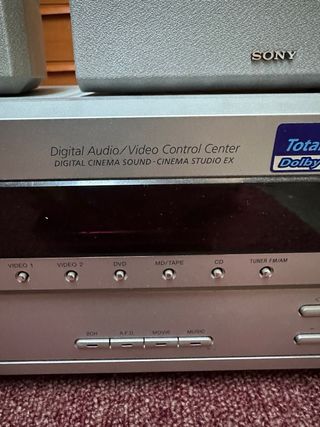 SONY
Digital Audio/Video Control Center
DIGITAL CINEMA SOUND · CINEMA STUDIO EX
Total
Dolby
VIDEO 1 VIDEO 2 DVD MD/TAPE CD TUNER FM/AM
2CH A.F.D. MOVIE MUSIC